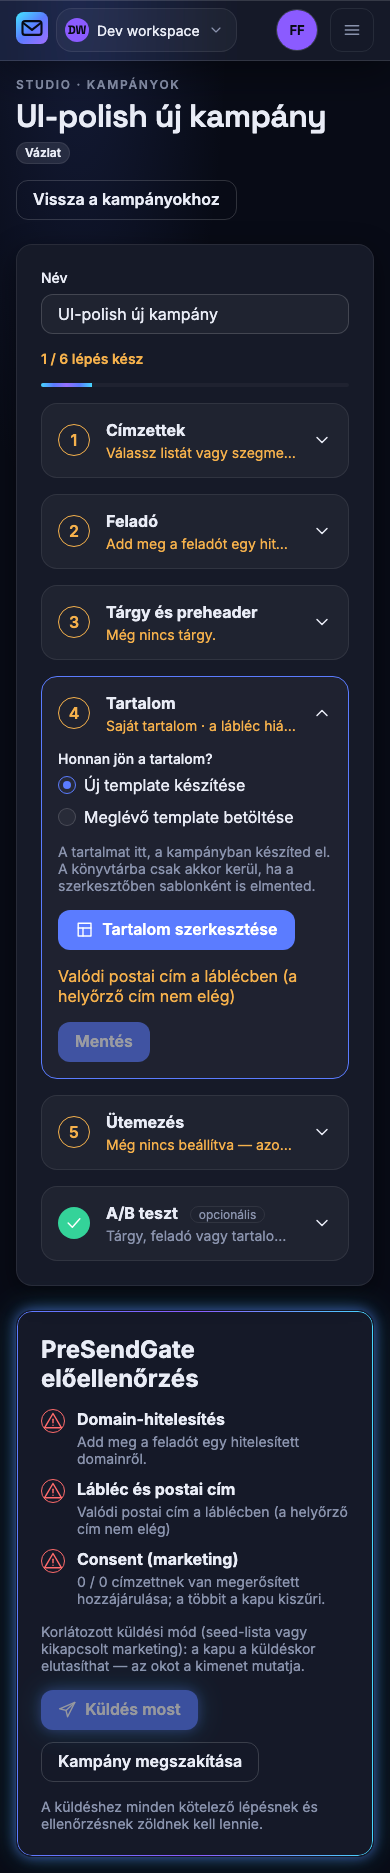 DW Dev workspace FF
STUDIO · KAMPÁNYOK
UI-polish új kampány
Vázlat
Vissza a kampányokhoz
Név
UI-polish új kampány
1 / 6 lépés kész
1 Címzettek
Válassz listát vagy szegme...
2 Feladó
Add meg a feladót egy hit...
3 Tárgy és preheader
Még nincs tárgy.
4 Tartalom
Saját tartalom · a lábléc hiá...
Honnan jön a tartalom?
Új template készítése
Meglévő template betöltése
A tartalmat itt, a kampányban készíted el.
A könyvtárba csak akkor kerül, ha a
szerkesztőben sablonként is elmented.
Tartalom szerkesztése
Valódi postai cím a láblécben (a
helyőrző cím nem elég)
Mentés
5 Ütemezés
Még nincs beállítva — azo...
A/B teszt opcionális
Tárgy, feladó vagy tartalo...
PreSendGate
előellenőrzés
Domain-hitelesítés
Add meg a feladót egy hitelesített
domainről.
Lábléc és postai cím
Valódi postai cím a láblécben (a helyőrző
cím nem elég)
Consent (marketing)
0 / 0 címzettnek van megerősített
hozzájárulása; a többit a kapu kiszűri.
Korlátozott küldési mód (seed-lista vagy
kikapcsolt marketing): a kapu a küldéskor
elutasíthat — az okot a kimenet mutatja.
Küldés most
Kampány megszakítása
A küldéshez minden kötelező lépésnek és
ellenőrzésnek zöldnek kell lennie.